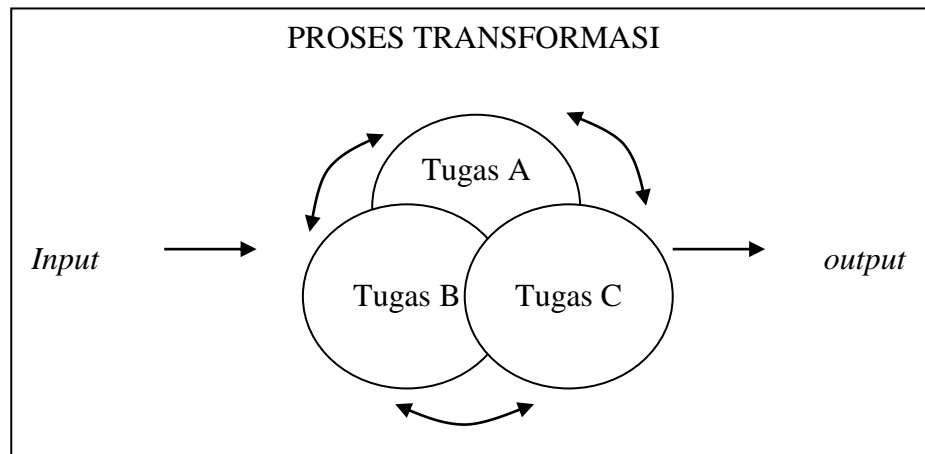 PROSES TRANSFORMASI
Tugas A
Input
output
Tugas B
Tugas C